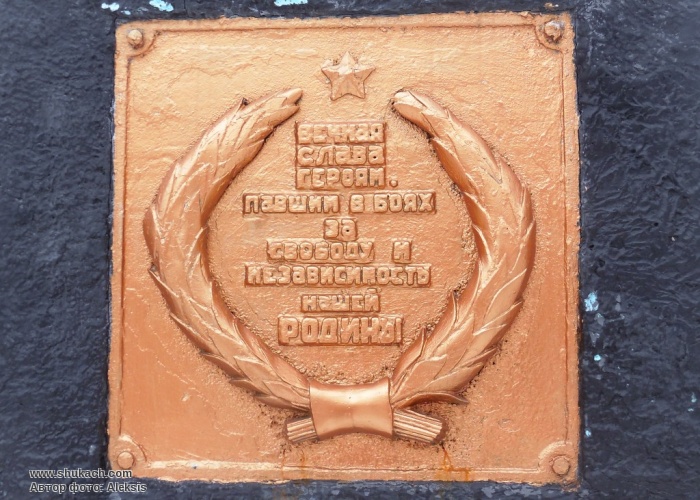 ВЕЧНАЯ
СЛАВА
ГЕРОЯМ,
ПАВШИМ В БОЯХ
ЗА
СВОБОДУ И
НЕЗАВИСИМОСТЬ
НАШЕЙ
РОДИНЫ
www.shukach.com
Автор фото: Aleksis